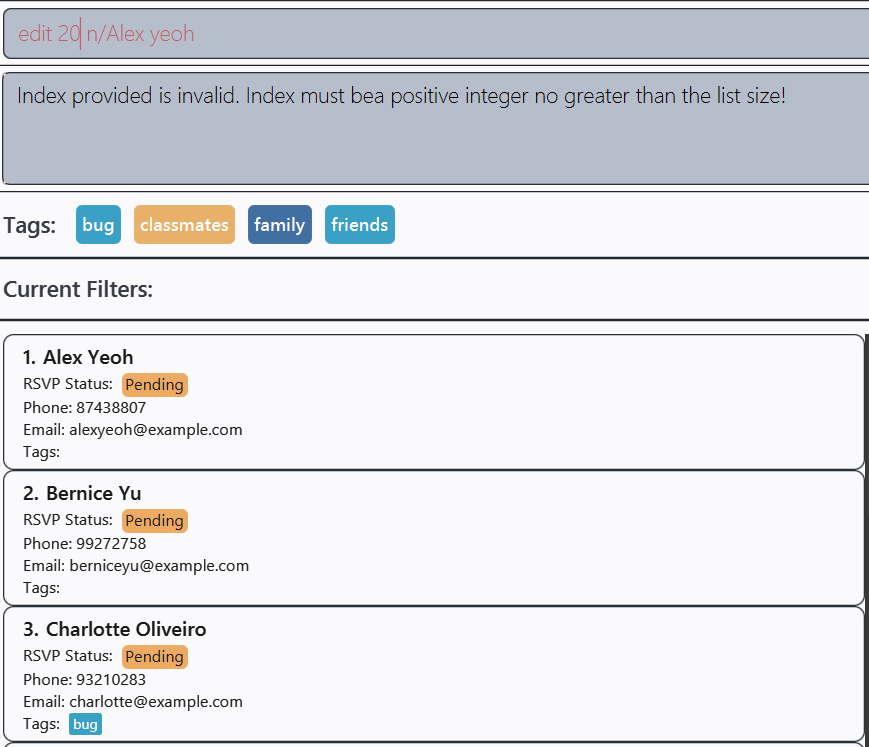 edit 20 n/Alex yeoh
Index provided is invalid. Index must bea positive integer no greater than the list size!
Tags: bug classmates family friends
Current Filters:
1. Alex Yeoh
RSVP Status: Pending
Phone: 87438807
Email: alexyeoh@example.com
Tags:
2. Bernice Yu
RSVP Status: Pending
Phone: 99272758
Email: berniceyu@example.com
Tags:
3. Charlotte Oliveiro
RSVP Status: Pending
Phone: 93210283
Email: charlotte@example.com
Tags: bug